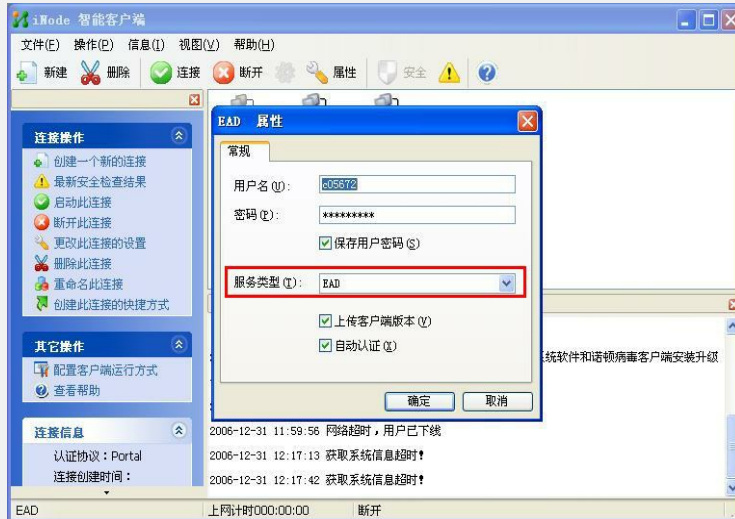 iNode 智能客户端
文件(F) 操作(P) 信息(I) 视图(V) 帮助(H)
新建 删除 连接 断开 属性 安全
连接操作
创建一个新的连接
最新安全检查结果
启动此连接
断开此连接
更改此连接的设置
删除此连接
重命名此连接
创建此连接的快捷方式
其它操作
配置客户端运行方式
查看帮助
连接信息
认证协议：Portal
连接创建时间：
EAD 属性
常规
用户名(U)：
c05672
密码(P)：
*********
保存用户密码(S)
服务类型(T)：
EAD
上传客户端版本(V)
自动认证(X)
确定 取消
统软件和诺顿病毒客户端安装升级
2006-12-31 11:59:56 网络超时，用户已下线
2006-12-31 12:17:13 获取系统信息超时！
2006-12-31 12:17:42 获取系统信息超时！
EAD 上网计时000:00:00 断开